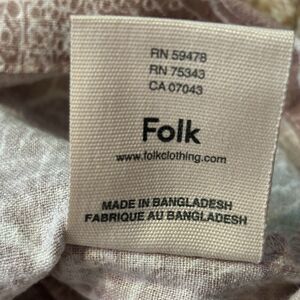 RN 59478
RN 75343
CA 07043
Folk
www.folkclothing.com
MADE IN BANGLADESH
FABRIQUE AU BANGLADESH